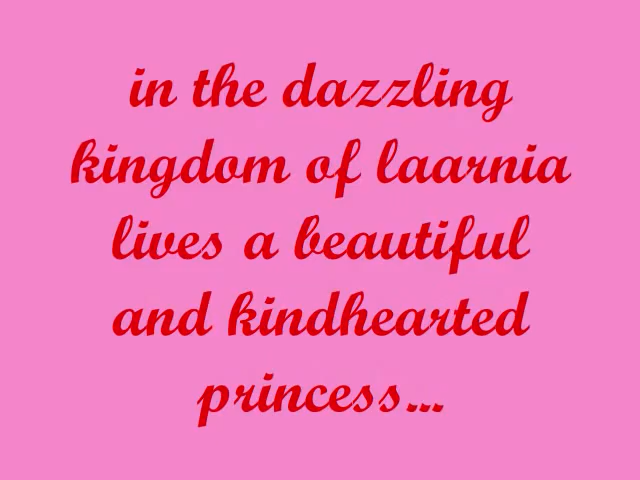 in the dazzling
kingdom of laarnia
lives a beautiful
and kindhearted
princess...